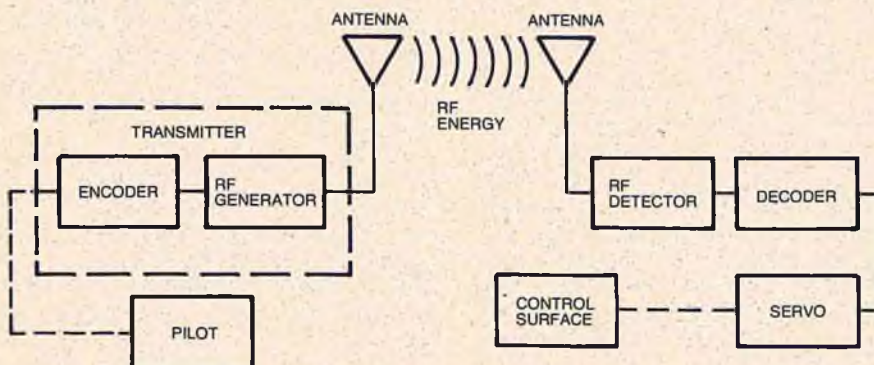 ANTENNA
ANTENNA
RF
ENERGY
TRANSMITTER
ENCODER
RF
GENERATOR
RF
DETECTOR
DECODER
PILOT
CONTROL
SURFACE
SERVO